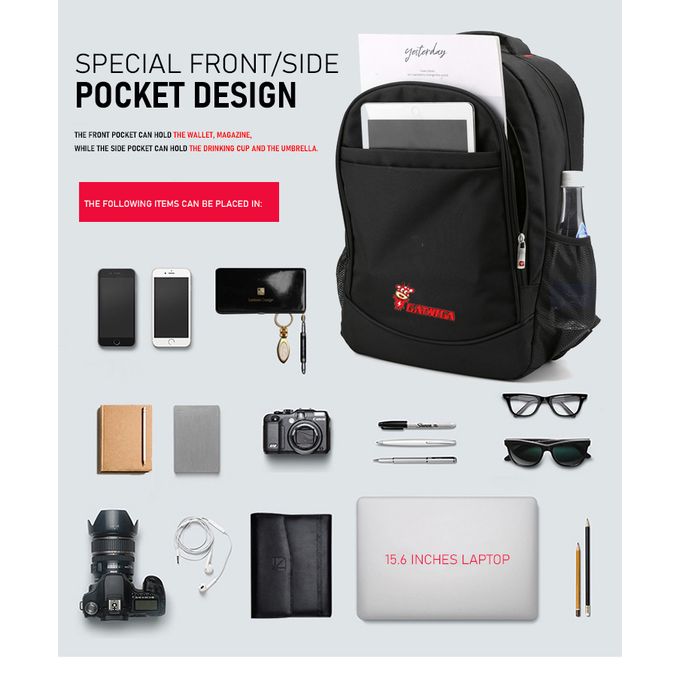 SPECIAL FRONT/SIDE
POCKET DESIGN
THE FRONT POCKET CAN HOLD THE WALLET, MAGAZINE,
WHILE THE SIDE POCKET CAN HOLD THE DRINKING CUP AND THE UMBRELLA.
THE FOLLOWING ITEMS CAN BE PLACED IN:
yesterday
Sharpie
15.6 INCHES LAPTOP